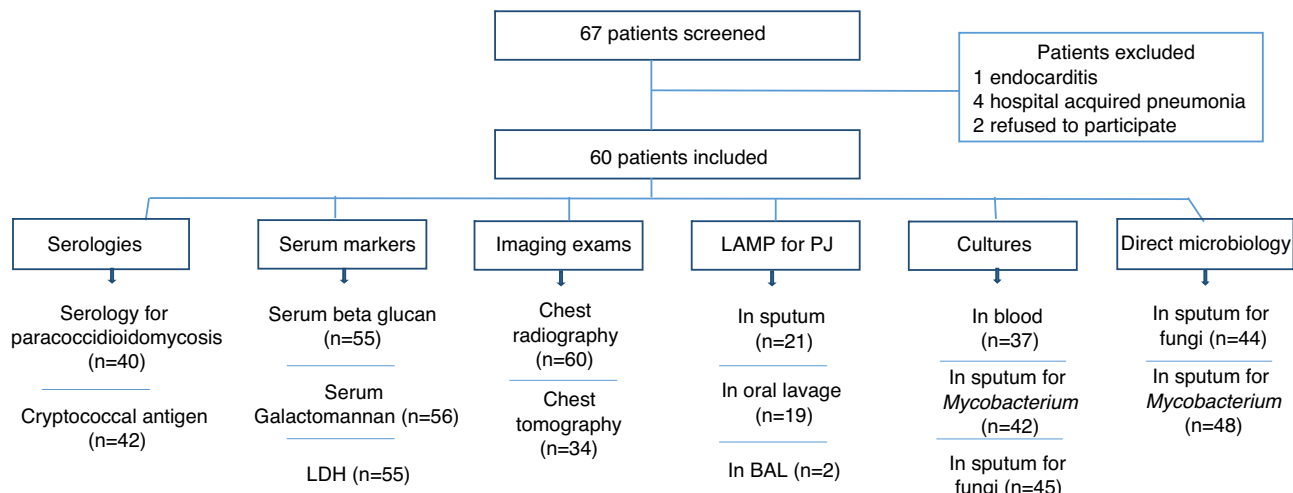 67 patients screened
Patients excluded
1 endocarditis
4 hospital acquired pneumonia
2 refused to participate
60 patients included
Serologies
Serum markers
Imaging exams
LAMP for PJ
Cultures
Direct microbiology
Serology for
paracoccidioidomycosis
(n=40)
Cryptococcal antigen
(n=42)
Serum beta glucan
(n=55)
Serum
Galactomannan (n=56)
LDH (n=55)
Chest
radiography
(n=60)
Chest
tomography
(n=34)
In sputum
(n=21)
In oral lavage
(n=19)
In BAL (n=2)
In blood
(n=37)
In sputum for
Mycobacterium
(n=42)
In sputum for
fungi (n=45)
In sputum for
fungi (n=44)
In sputum for
Mycobacterium
(n=48)